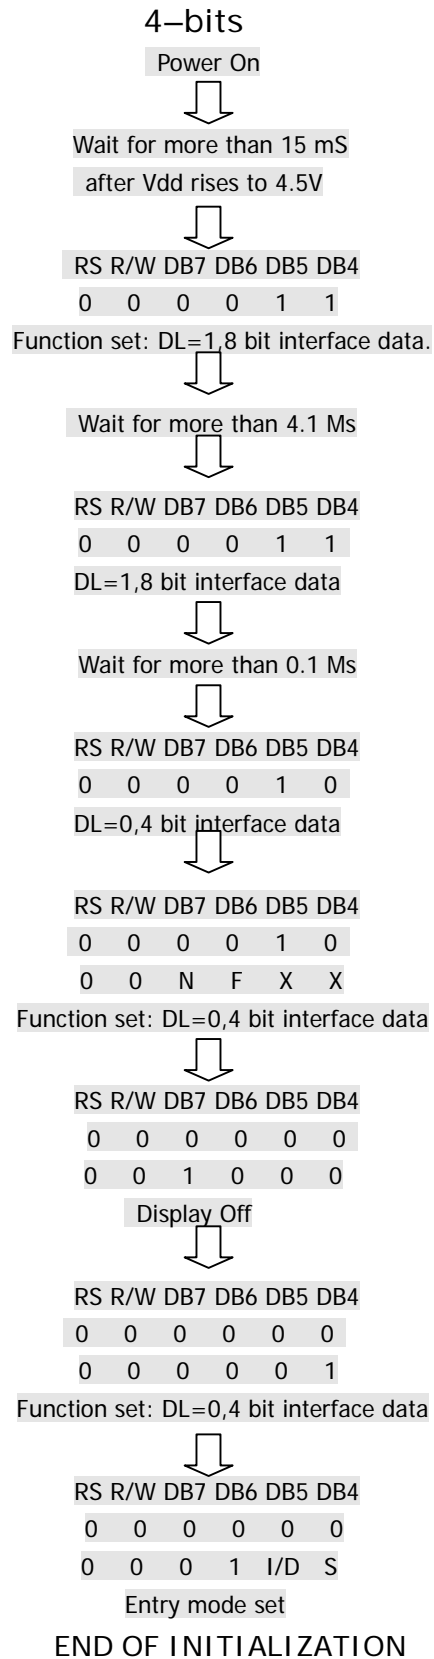 4–bits
Power On
Wait for more than 15 mS
after Vdd rises to 4.5V
RS R/W DB7 DB6 DB5 DB4
0 0 0 0 1 1
Function set: DL=1,8 bit interface data.
Wait for more than 4.1 Ms
RS R/W DB7 DB6 DB5 DB4
0 0 0 0 1 1
DL=1,8 bit interface data
Wait for more than 0.1 Ms
RS R/W DB7 DB6 DB5 DB4
0 0 0 0 1 0
DL=0,4 bit interface data
RS R/W DB7 DB6 DB5 DB4
0 0 0 0 1 0
0 0 N F X X
Function set: DL=0,4 bit interface data
RS R/W DB7 DB6 DB5 DB4
0 0 0 0 0 0
0 0 1 0 0 0
Display Off
RS R/W DB7 DB6 DB5 DB4
0 0 0 0 0 0
0 0 0 0 0 1
Function set: DL=0,4 bit interface data
RS R/W DB7 DB6 DB5 DB4
0 0 0 0 0 0
0 0 0 1 I/D S
Entry mode set
END OF INITIALIZATION